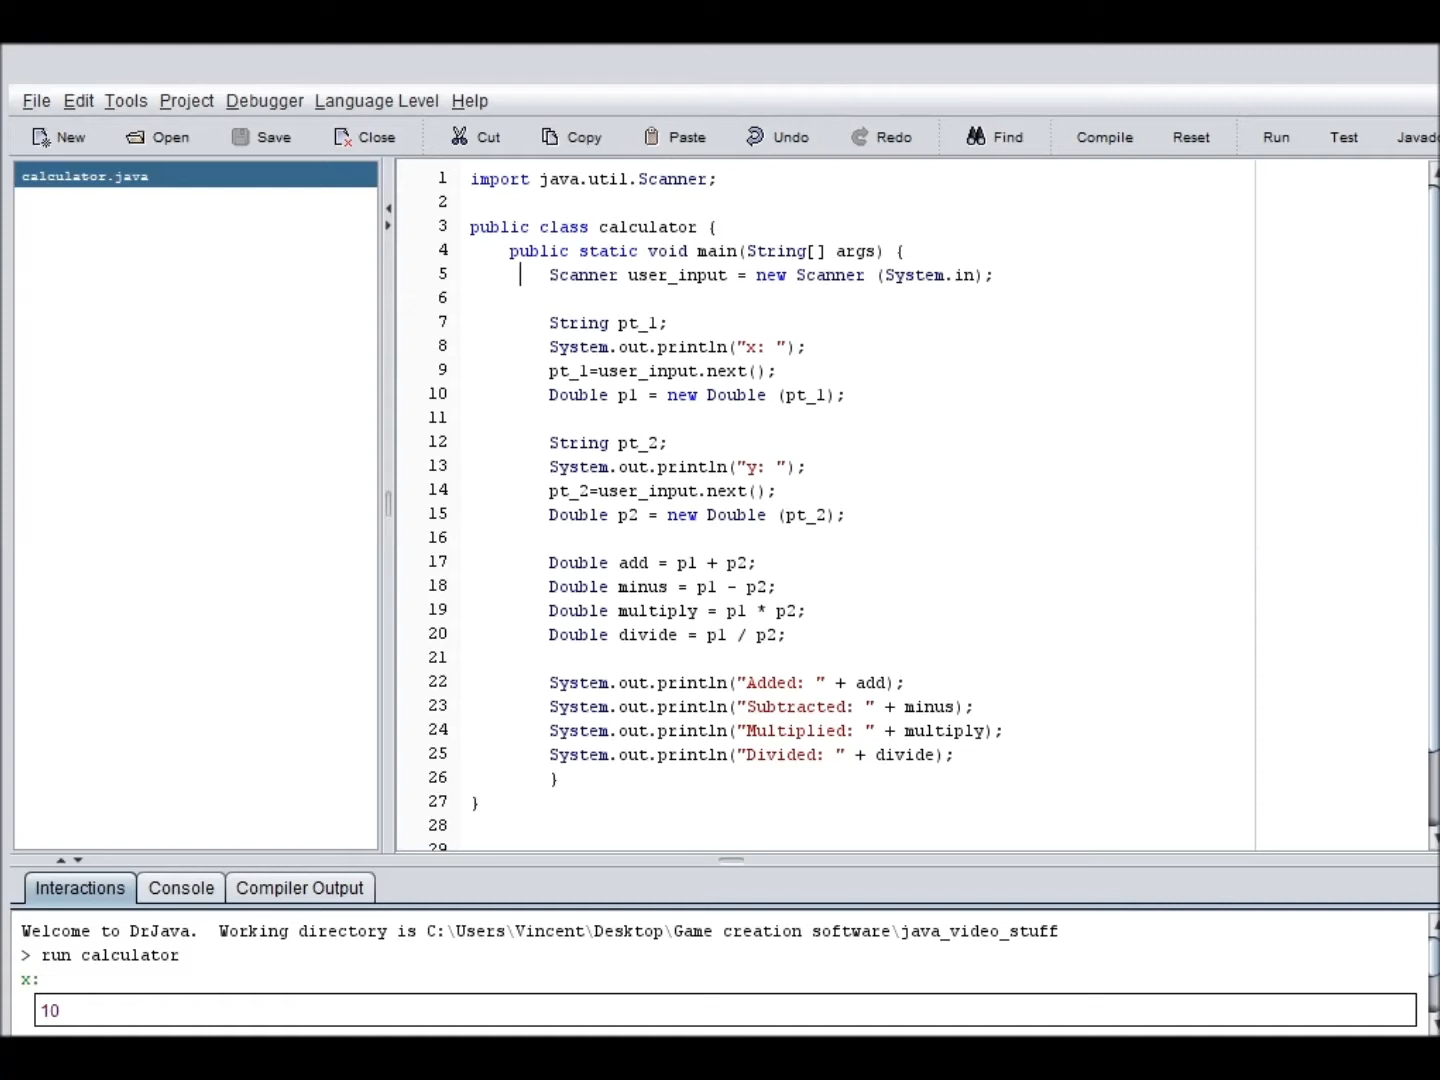 File Edit Tools Project Debugger Language Level Help
New Open Save Close Cut Copy Paste Undo Redo Find Compile Reset Run Test Javad
calculator.java
1 import java.util.Scanner;
2
3 public class calculator {
4 public static void main(String[] args) {
5 Scanner user_input = new Scanner (System.in);
6
7 String pt_1;
8 System.out.println("x: ");
9 pt_1=user_input.next();
10 Double p1 = new Double (pt_1);
11
12 String pt_2;
13 System.out.println("y: ");
14 pt_2=user_input.next();
15 Double p2 = new Double (pt_2);
16
17 Double add = p1 + p2;
18 Double minus = p1 - p2;
19 Double multiply = p1 * p2;
20 Double divide = p1 / p2;
21
22 System.out.println("Added: " + add);
23 System.out.println("Subtracted: " + minus);
24 System.out.println("Multiplied: " + multiply);
25 System.out.println("Divided: " + divide);
26 }
27 }
28
29
Interactions Console Compiler Output
Welcome to DrJava. Working directory is C:\Users\Vincent\Desktop\Game creation software\java_video_stuff
> run calculator
x:
10